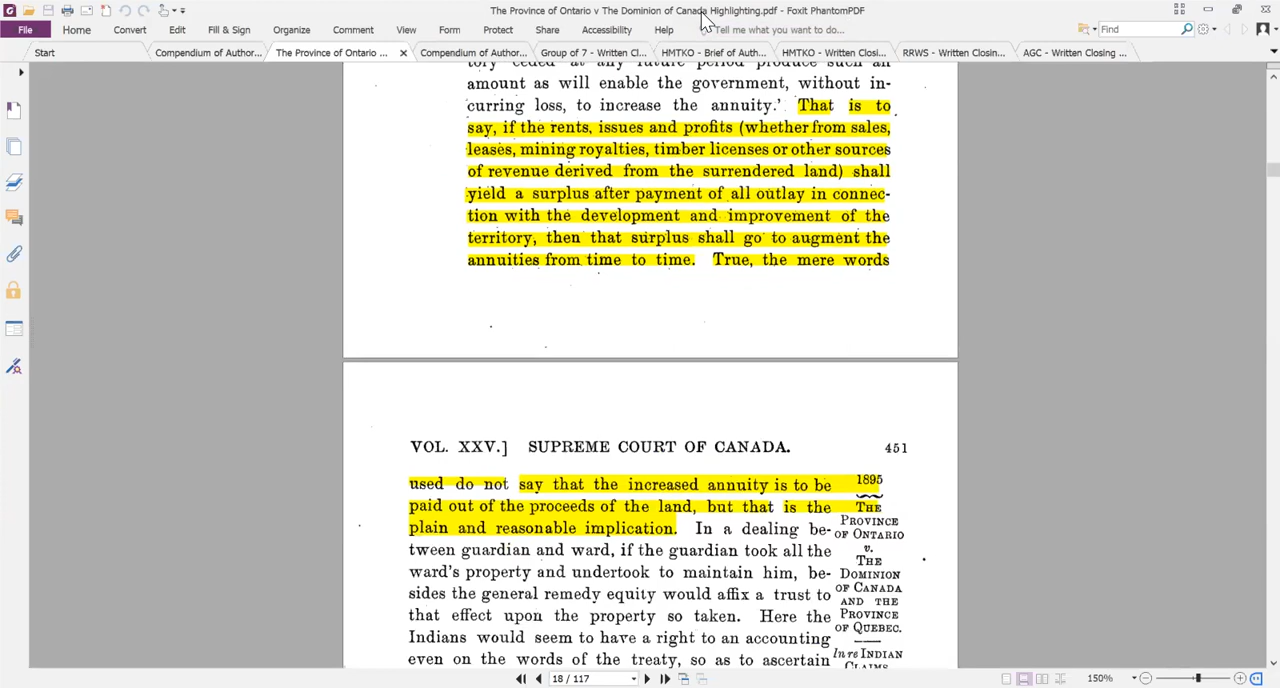 The Province of Ontario v The Dominion of Canada Highlighting.pdf - Foxit PhantomPDF
File Home Convert Edit Fill & Sign Organize Comment View Form Protect Share Accessibility Help Tell me what you want to do... Find
Start Compendium of Author... The Province of Ontario ... Compendium of Author... Group of 7 - Written Cl... HMTKO - Brief of Auth... HMTKO - Written Closi... RRWS - Written Closin... AGC - Written Closing ...
tory ceded at any future period produce such an
amount as will enable the government, without in-
curring loss, to increase the annuity.' That is to
say, if the rents, issues and profits (whether from sales,
leases, mining royalties, timber licenses or other sources
of revenue derived from the surrendered land) shall
yield a surplus after payment of all outlay in connec-
tion with the development and improvement of the
territory, then that surplus shall go to augment the
annuities from time to time. True, the mere words
VOL. XXV.] SUPREME COURT OF CANADA. 451
used do not say that the increased annuity is to be
paid out of the proceeds of the land, but that is the
plain and reasonable implication. In a dealing be-
tween guardian and ward, if the guardian took all the
ward's property and undertook to maintain him, be-
sides the general remedy equity would affix a trust to
that effect upon the property so taken. Here the
Indians would seem to have a right to an accounting
even on the words of the treaty, so as to ascertain
1895
THE
PROVINCE
OF ONTARIO
v.
THE
DOMINION
OF CANADA
AND THE
PROVINCE
OF QUEBEC.
In re INDIAN
CLAIMS
18 / 117 150%